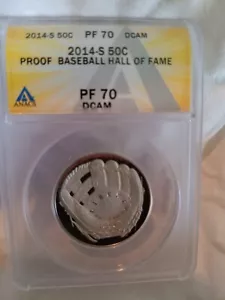 2014-S 50C PF 70 DCAM
2014-S 50C
PROOF BASEBALL HALL OF FAME
ANACS
PF 70
DCAM